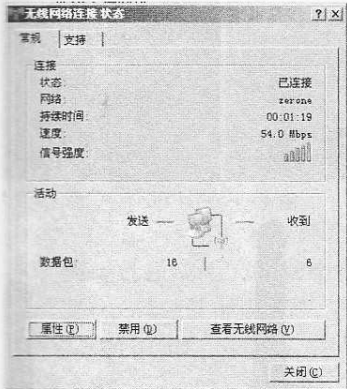 无线网络连接 状态
常规 支持
连接
状态: 已连接
网络: zerone
持续时间: 00:01:19
速度: 54.0 Mbps
信号强度:
活动
发送 — — 收到
数据包: 16 | 6
属性(P) 禁用(D) 查看无线网络(V)
关闭(C)